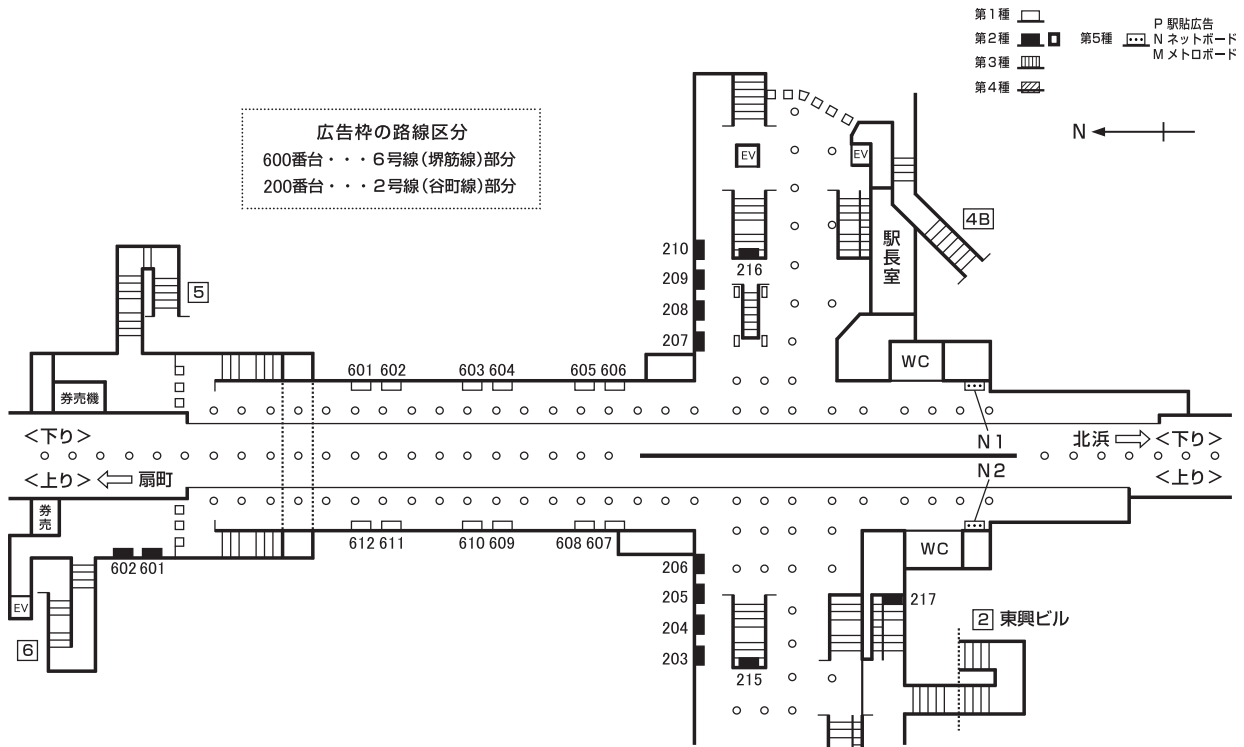 第1種
第2種
第3種
第4種
第5種
P 駅貼広告
N ネットボード
M メトロボード
N
広告枠の路線区分
600番台・・・6号線(堺筋線)部分
200番台・・・2号線(谷町線)部分
EV
EV
4B
駅長室
210
209
208
207
216
5
券売機
601 602
603 604
605 606
WC
N1
N2
<下り>
<上り>
扇町
北浜
<下り>
<上り>
券売
602 601
EV
6
612 611
610 609
608 607
206
205
204
203
215
WC
217
2 東興ビル